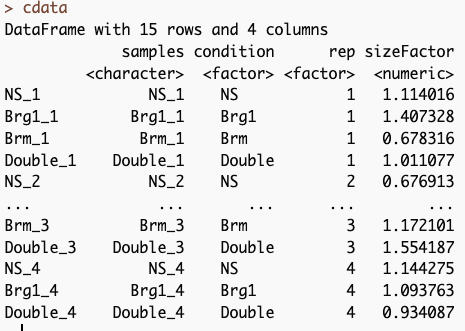 > cdata
DataFrame with 15 rows and 4 columns
samples condition rep sizeFactor
<character> <factor> <factor> <numeric>
NS_1 NS_1 NS 1 1.114016
Brg1_1 Brg1_1 Brg1 1 1.407328
Brm_1 Brm_1 Brm 1 0.678316
Double_1 Double_1 Double 1 1.011077
NS_2 NS_2 NS 2 0.676913
... ... ... ... ...
Brm_3 Brm_3 Brm 3 1.172101
Double_3 Double_3 Double 3 1.554187
NS_4 NS_4 NS 4 1.144275
Brg1_4 Brg1_4 Brg1 4 1.093763
Double_4 Double_4 Double 4 0.934087